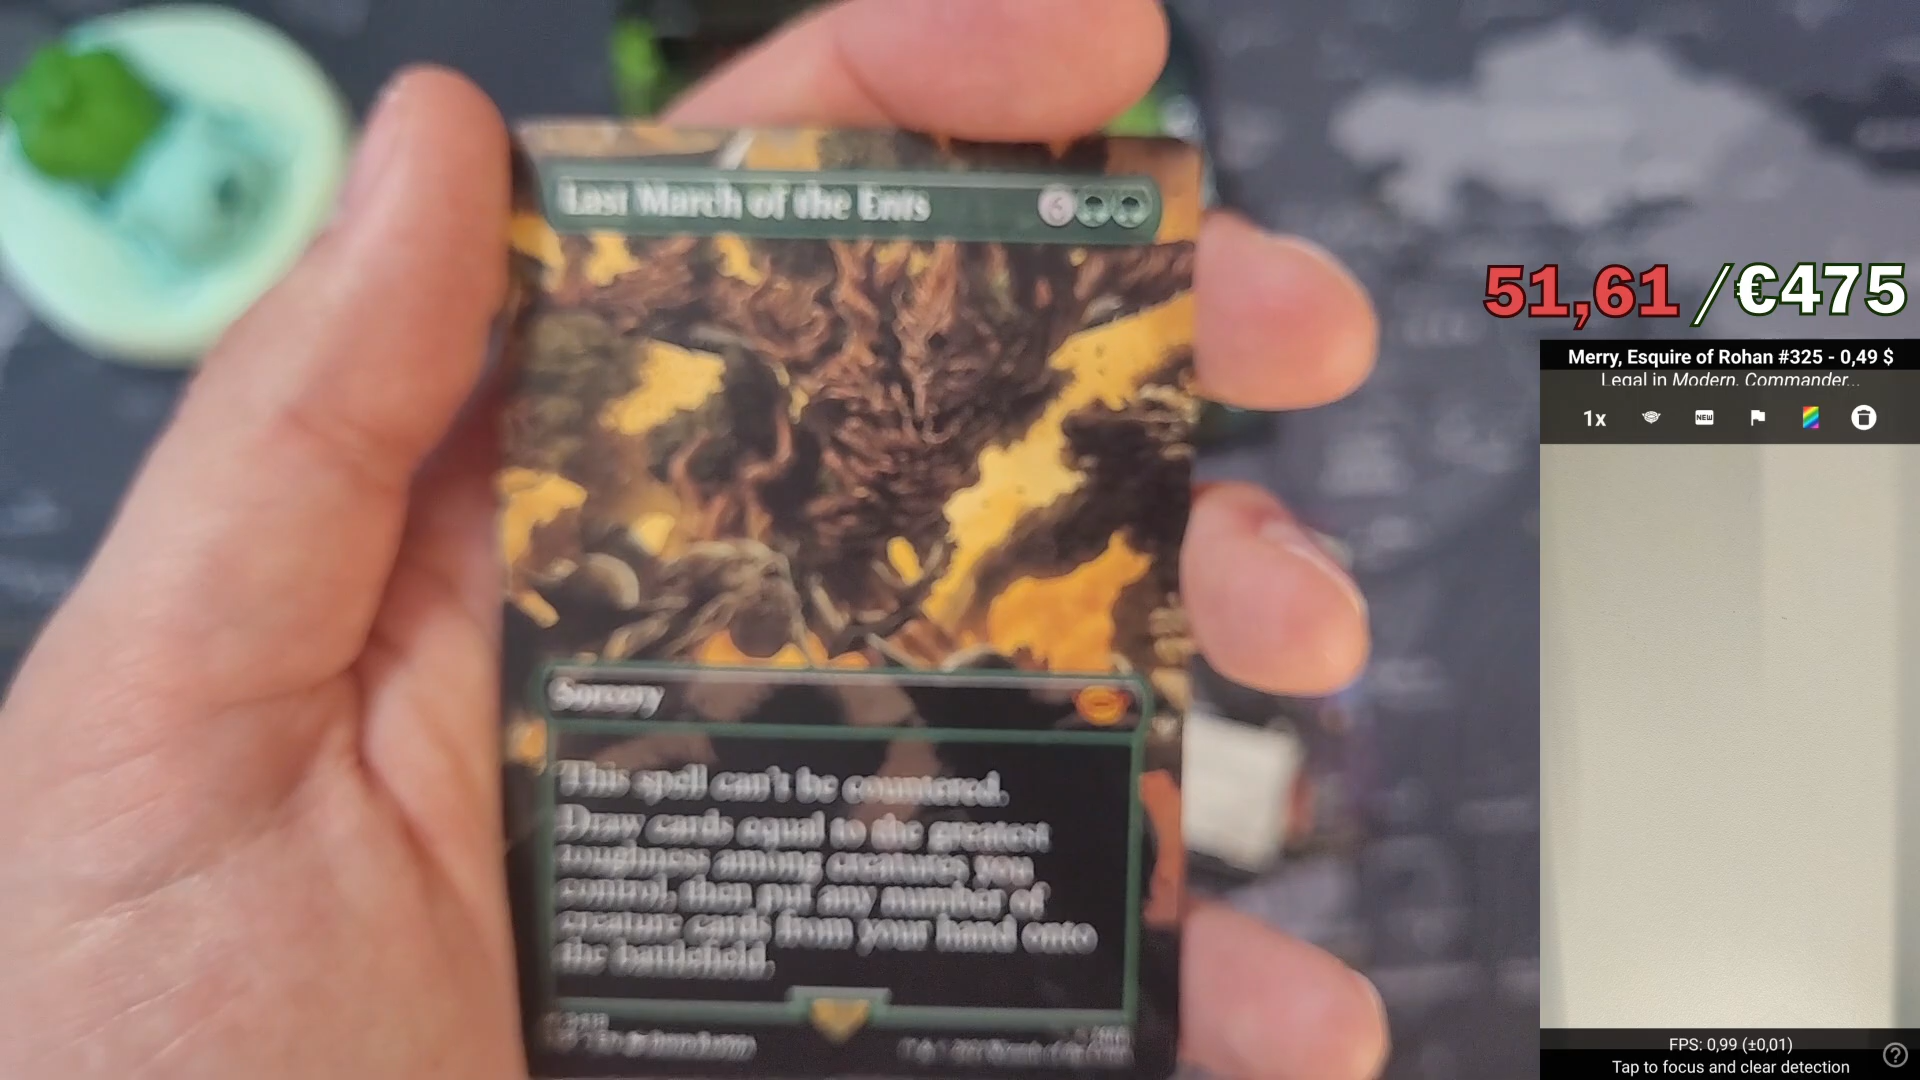 Last March of the Ents 6
Sorcery
This spell can't be countered.
Draw cards equal to the greatest
toughness among creatures you
control, then put any number of
creature cards from your hand onto
the battlefield.
51,61 /€475
Merry, Esquire of Rohan #325 - 0,49 $
Legal in Modern, Commander...
1x
NEW
FPS: 0,99 (±0,01)
Tap to focus and clear detection
?